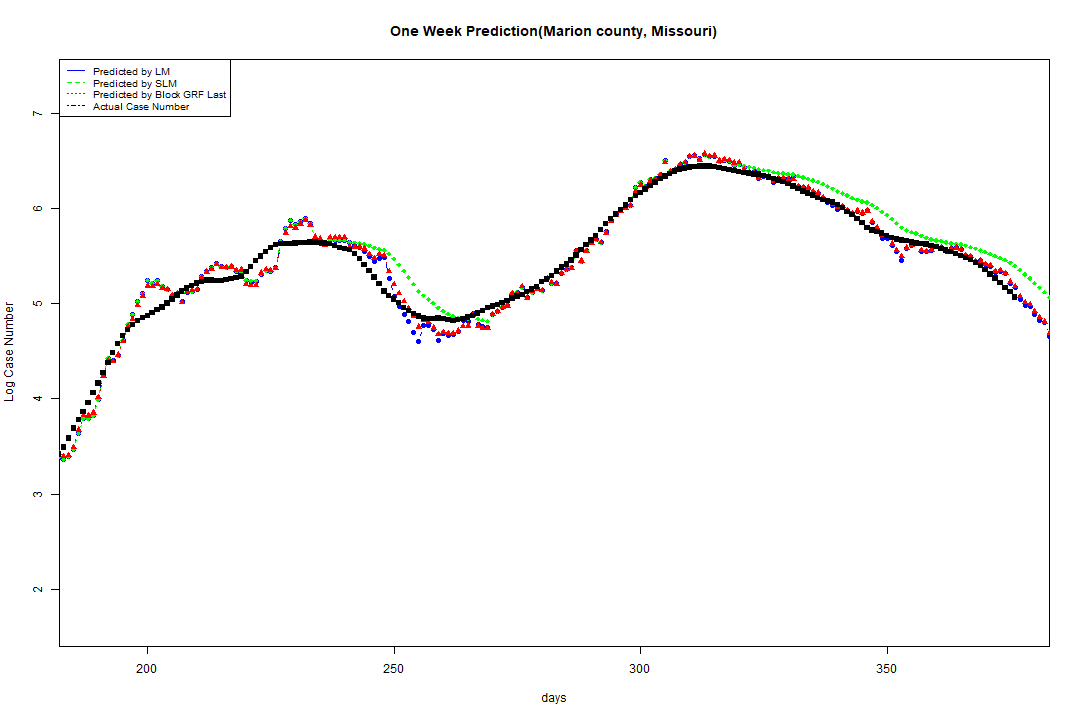 One Week Prediction(Marion county, Missouri)
Predicted by LM
Predicted by SLM
Predicted by Block GRF Last
Actual Case Number
Log Case Number
7
6
5
4
3
2
200
250
300
350
days